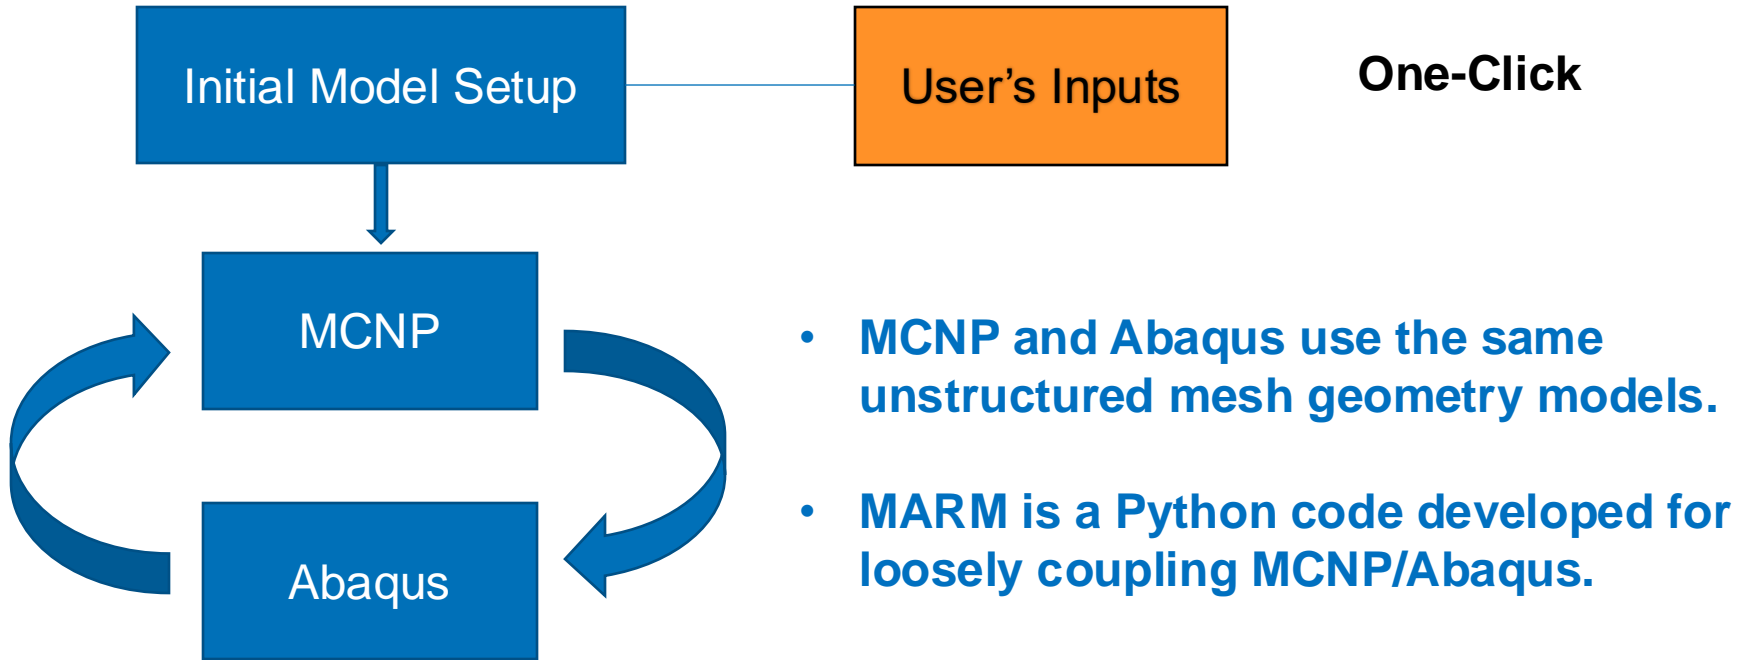 Initial Model Setup
User's Inputs
One-Click
MCNP
Abaqus
• MCNP and Abaqus use the same
unstructured mesh geometry models.
• MARM is a Python code developed for
loosely coupling MCNP/Abaqus.